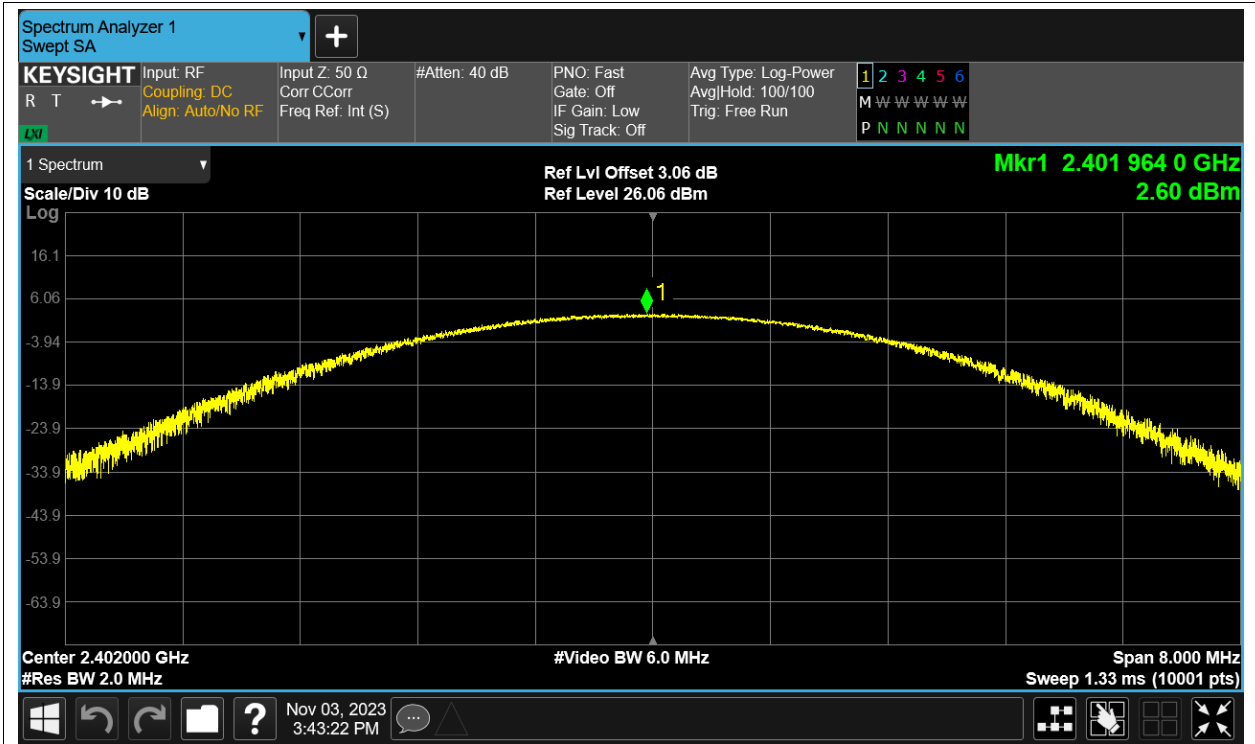 Spectrum Analyzer 1
Swept SA
KEYSIGHT
R T
LXI
Input: RF
Coupling: DC
Align: Auto/No RF
Input Z: 50 Ω
Corr CCorr
Freq Ref: Int (S)
#Atten: 40 dB
PNO: Fast
Gate: Off
IF Gain: Low
Sig Track: Off
Avg Type: Log-Power
Avg|Hold: 100/100
Trig: Free Run
1 2 3 4 5 6
M W W W W W
P N N N N N
1 Spectrum
Scale/Div 10 dB
Log
Ref Lvl Offset 3.06 dB
Ref Level 26.06 dBm
Mkr1 2.401 964 0 GHz
2.60 dBm
16.1
6.06
1
-3.94
-13.9
-23.9
-33.9
-43.9
-53.9
-63.9
Center 2.402000 GHz
#Video BW 6.0 MHz
Span 8.000 MHz
#Res BW 2.0 MHz
Sweep 1.33 ms (10001 pts)
?
Nov 03, 2023
3:43:22 PM